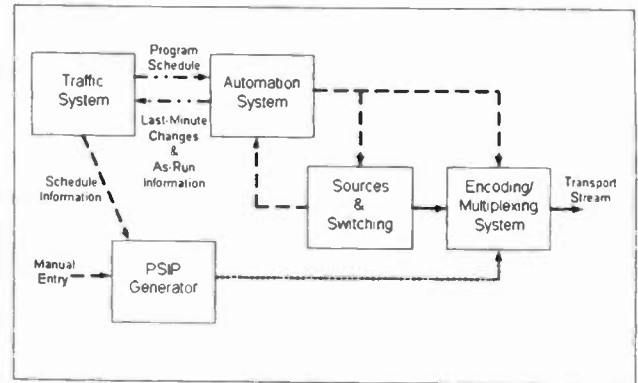 Program
Schedule
Traffic
System
Automation
System
Last-Minute
Changes
&
As-Run
Information
Schedule
Information
Sources
&
Switching
Encoding/
Multiplexing
System
Transport
Stream
Manual
Entry
PSIP
Generator